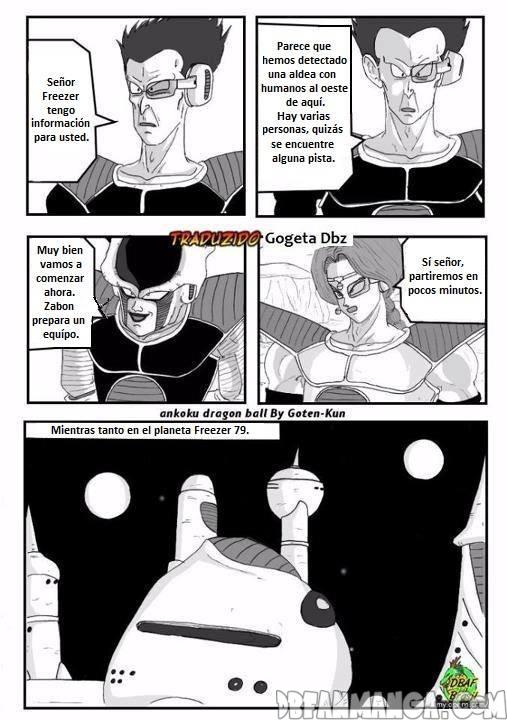 Señor
Freezer
tengo
información
para usted.
Parece que
hemos detectado
una aldea con
humanos al oeste
de aquí.
Hay varias
personas, quizás
se encuentre
alguna pista.
TRADUZIDO Gogeta Dbz
Muy bien
vamos a
comenzar
ahora.
Zabon
prepara un
equípo.
Sí señor,
partiremos en
pocos minutos.
ankoku dragon ball By Goten-Kun
Mientras tanto en el planeta Freezer 79.
DBAF
DBFANMANGA.COM